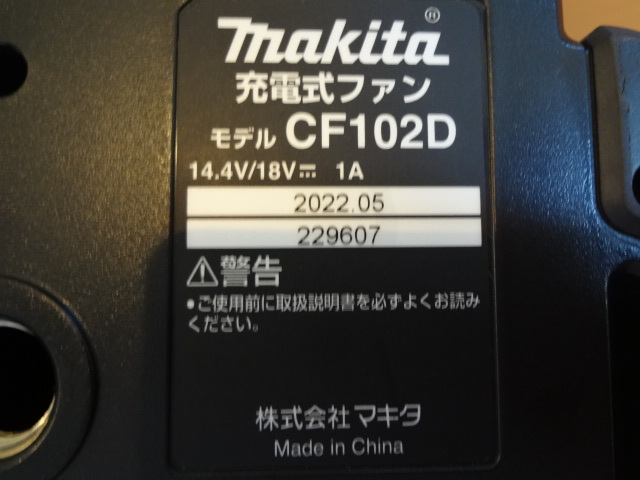 makita®
充電式ファン
モデル CF102D
14.4V/18V⎓ 1A
2022.05
229607
⚠警告
•ご使用前に取扱説明書を必ずよくお読み
ください。
株式会社マキタ
Made in China